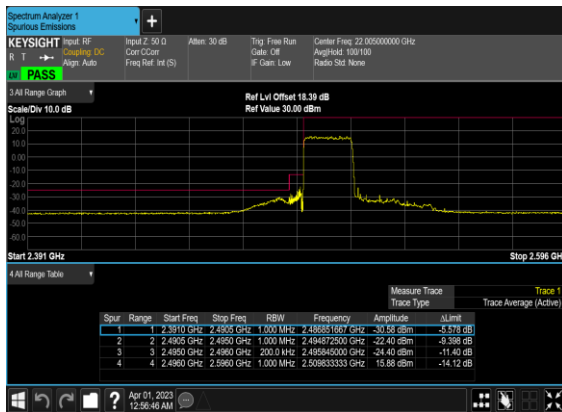 Spectrum Analyzer 1
Spurious Emissions
KEYSIGHT Input: RF Input Z: 50 Ω Atten: 30 dB Trig: Free Run Center Freq: 22.005000000 GHz
R T Coupling: DC Corr CCorr Gate: Off Avg|Hold: 100/100
Align: Auto Freq Ref: Int (S) IF Gain: Low Radio Std: None
PASS
3 All Range Graph
Ref Lvl Offset 18.39 dB
Scale/Div 10.0 dB Ref Value 30.00 dBm
Log
20.0
10.0
0.00
-10.0
-20.0
-30.0
-40.0
-50.0
-60.0
Start 2.391 GHz Stop 2.596 GH
4 All Range Table
Measure Trace Trace 1
Trace Type Trace Average (Active)
Spur Range Start Freq Stop Freq RBW Frequency Amplitude ΔLimit
1 1 2.3910 GHz 2.4905 GHz 1.000 MHz 2.486851667 GHz -30.58 dBm -5.578 dB
2 2 2.4905 GHz 2.4950 GHz 1.000 MHz 2.494872500 GHz -22.40 dBm -9.398 dB
3 3 2.4950 GHz 2.4960 GHz 200.0 kHz 2.495845000 GHz -24.40 dBm -11.40 dB
4 4 2.4960 GHz 2.5960 GHz 1.000 MHz 2.509833333 GHz 15.88 dBm -14.12 dB
Apr 01, 2023
12:56:46 AM